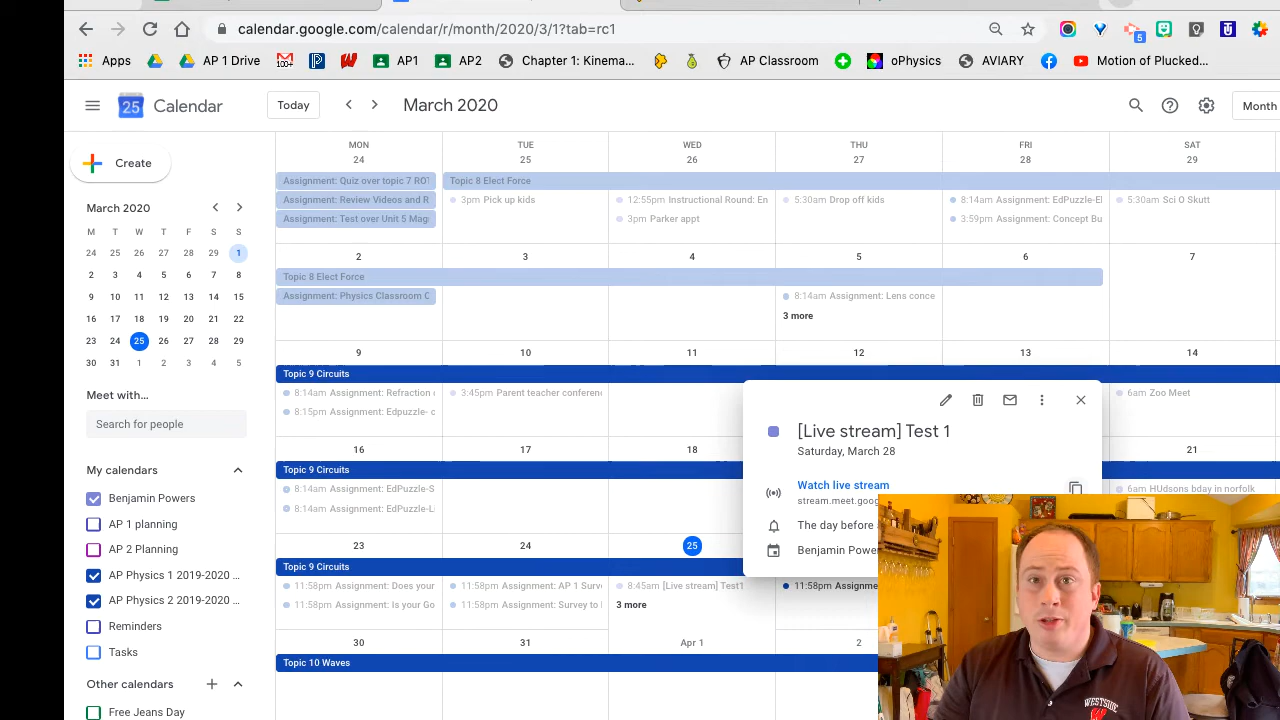 calendar.google.com/calendar/r/month/2020/3/1?tab=rc1
5
Apps
AP 1 Drive
100+
AP1
AP2
Chapter 1: Kinema...
AP Classroom
oPhysics
AVIARY
Motion of Plucked...
25 Calendar
Today
March 2020
Month
Create
March 2020
M T W T F S S
24 25 26 27 28 29 1
2 3 4 5 6 7 8
9 10 11 12 13 14 15
16 17 18 19 20 21 22
23 24 25 26 27 28 29
30 31 1 2 3 4 5
Meet with...
Search for people
My calendars
Benjamin Powers
AP 1 planning
AP 2 Planning
AP Physics 1 2019-2020 ...
AP Physics 2 2019-2020 ...
Reminders
Tasks
Other calendars
Free Jeans Day
MON TUE WED THU FRI SAT
24 25 26 27 28 29
Assignment: Quiz over topic 7 ROT
Topic 8 Elect Force
Assignment: Review Videos and R
3pm Pick up kids
12:55pm Instructional Round: En
5:30am Drop off kids
8:14am Assignment: EdPuzzle-El
5:30am Sci O Skutt
Assignment: Test over Unit 5 Mag
3pm Parker appt
3:59pm Assignment: Concept Bu
2 3 4 5 6 7
Topic 8 Elect Force
Assignment: Physics Classroom C
8:14am Assignment: Lens conce
3 more
9 10 11 12 13 14
Topic 9 Circuits
8:14am Assignment: Refraction
3:45pm Parent teacher conferen
6am Zoo Meet
8:15pm Assignment: Edpuzzle-
16 17 18 21
Topic 9 Circuits
8:14am Assignment: EdPuzzle-S
6am HUdsons bday in norfolk
8:14am Assignment: EdPuzzle-L
23 24 25
Topic 9 Circuits
11:58pm Assignment: Does your
11:58pm Assignment: AP 1 Surv
8:45am [Live stream] Test1
11:58pm Assignme
11:58pm Assignment: Is your Go
11:58pm Assignment: Survey to
3 more
30 31 Apr 1 2
Topic 10 Waves
[Live stream] Test 1
Saturday, March 28
Watch live stream
stream.meet.goog
The day before
Benjamin Powe
WESTSIDE